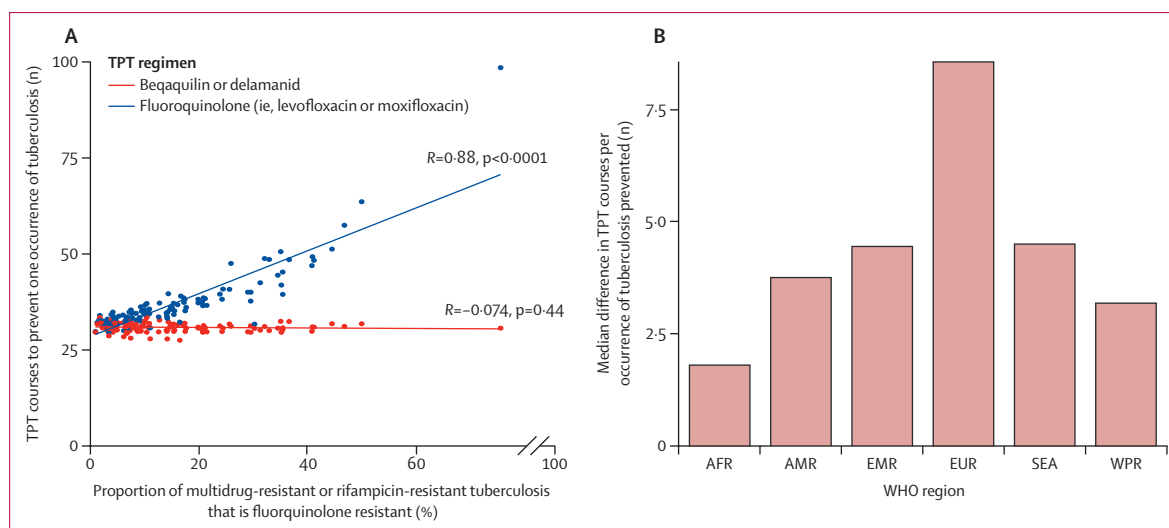 A
TPT regimen
Beqaquilin or delamanid
Fluoroquinolone (ie, levofloxacin or moxifloxacin)
TPT courses to prevent one occurrence of tuberculosis (n)
100
75
50
25
0
R=0·88, p<0·0001
R=−0·074, p=0·44
0
20
40
60
100
Proportion of multidrug-resistant or rifampicin-resistant tuberculosis
that is fluorquinolone resistant (%)
B
Median difference in TPT courses per
occurrence of tuberculosis prevented (n)
7·5
5·0
2·5
0
AFR
AMR
EMR
EUR
SEA
WPR
WHO region